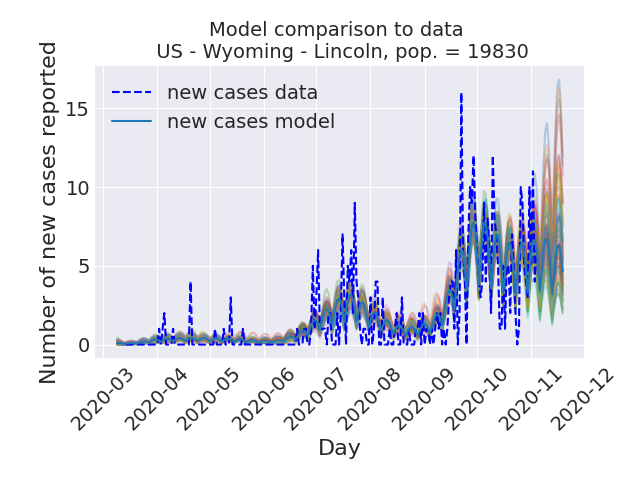 Model comparison to data
US - Wyoming - Lincoln, pop. = 19830
Number of new cases reported
15
10
5
0
new cases data
new cases model
2020-03
2020-04
2020-05
2020-06
2020-07
2020-08
2020-09
2020-10
2020-11
2020-12
Day